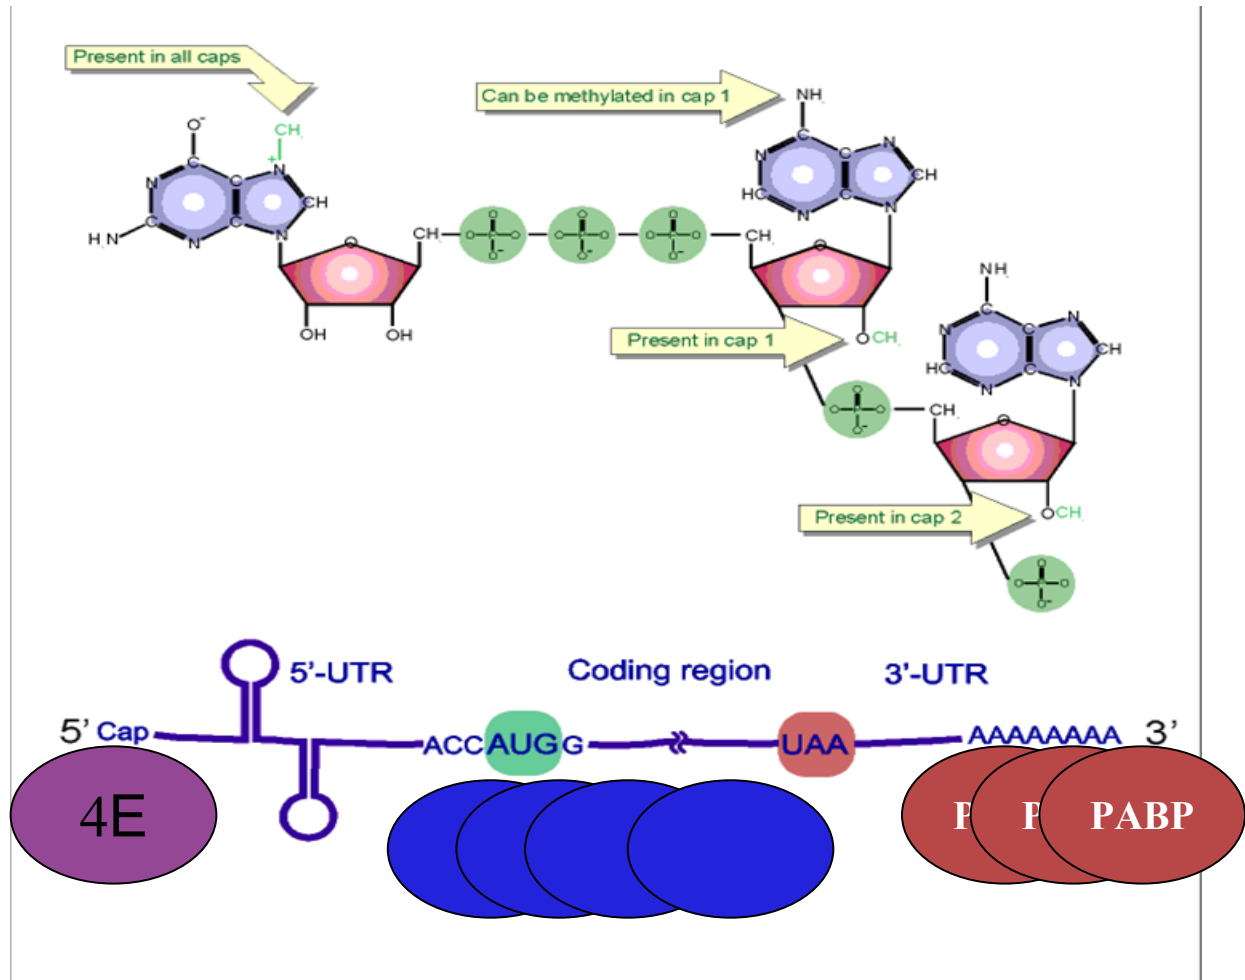 Present in all caps
Can be methylated in cap 1
NH
O-
CH
+
N
C
C
N
C
N
C
C
CH
N
N
C
H N
C
N
N
CH
HC
C
N
N
CH
O
O
O
O P O
O-
O P O
O-
O P O
O-
CH
O
OH
OH
Present in cap 1
O CH
NH
C
N
C
N
CH
HC
C
N
N
O
O P O
O-
CH
O
Present in cap 2
O CH
O
O P O
O-
5'-UTR
Coding region
3'-UTR
5' Cap
ACCAUGG
UAA
AAAAAAAA 3'
4E
P
P
PABP